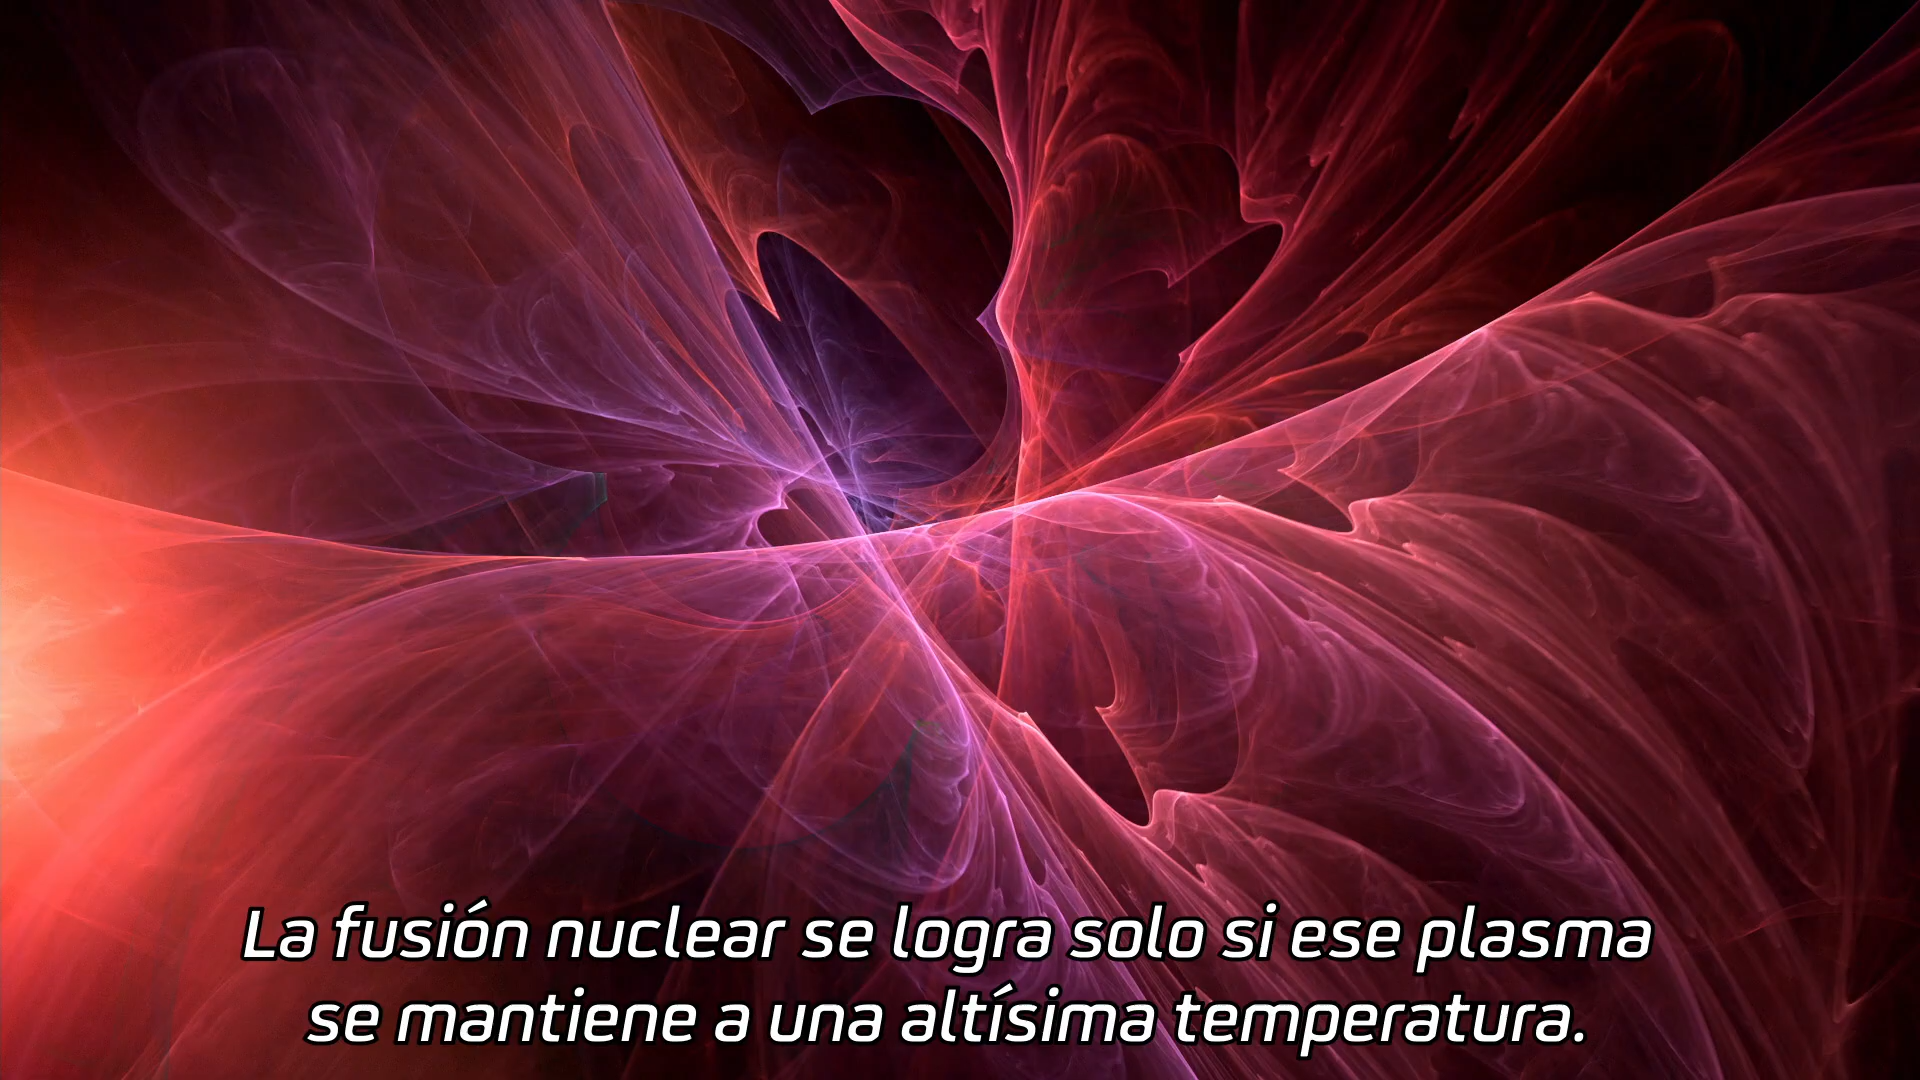 La fusión nuclear se logra solo si ese plasma
se mantiene a una altísima temperatura.